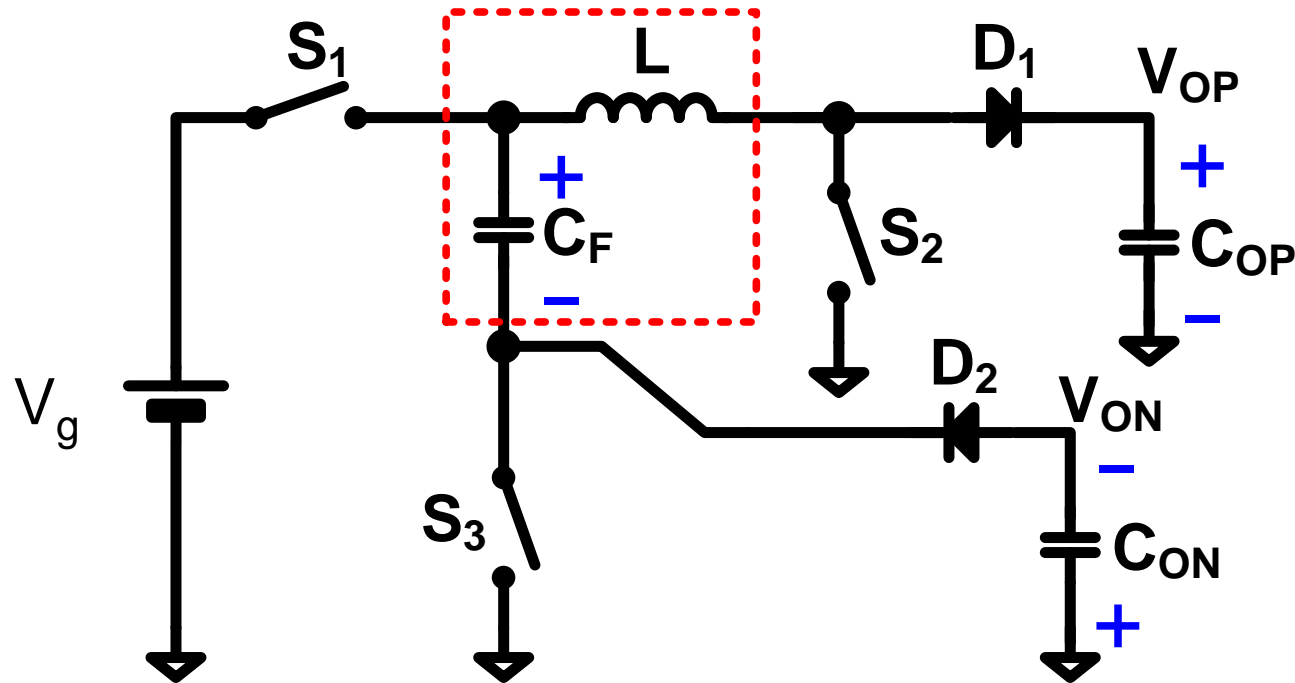 S1
L
D1
VOP
+
CF
−
S2
+
COP
−
Vg
D2
VON
−
S3
CON
+